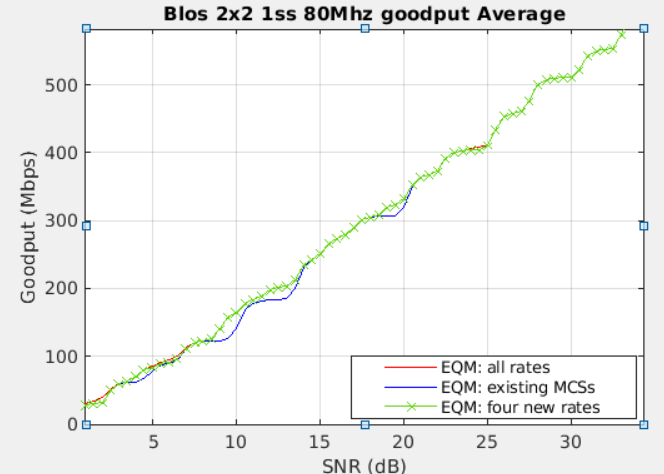 Blos 2x2 1ss 80Mhz goodput Average
Goodput (Mbps)
500
400
300
200
100
0
5 10 15 20 25 30
SNR (dB)
EQM: all rates
EQM: existing MCSs
EQM: four new rates